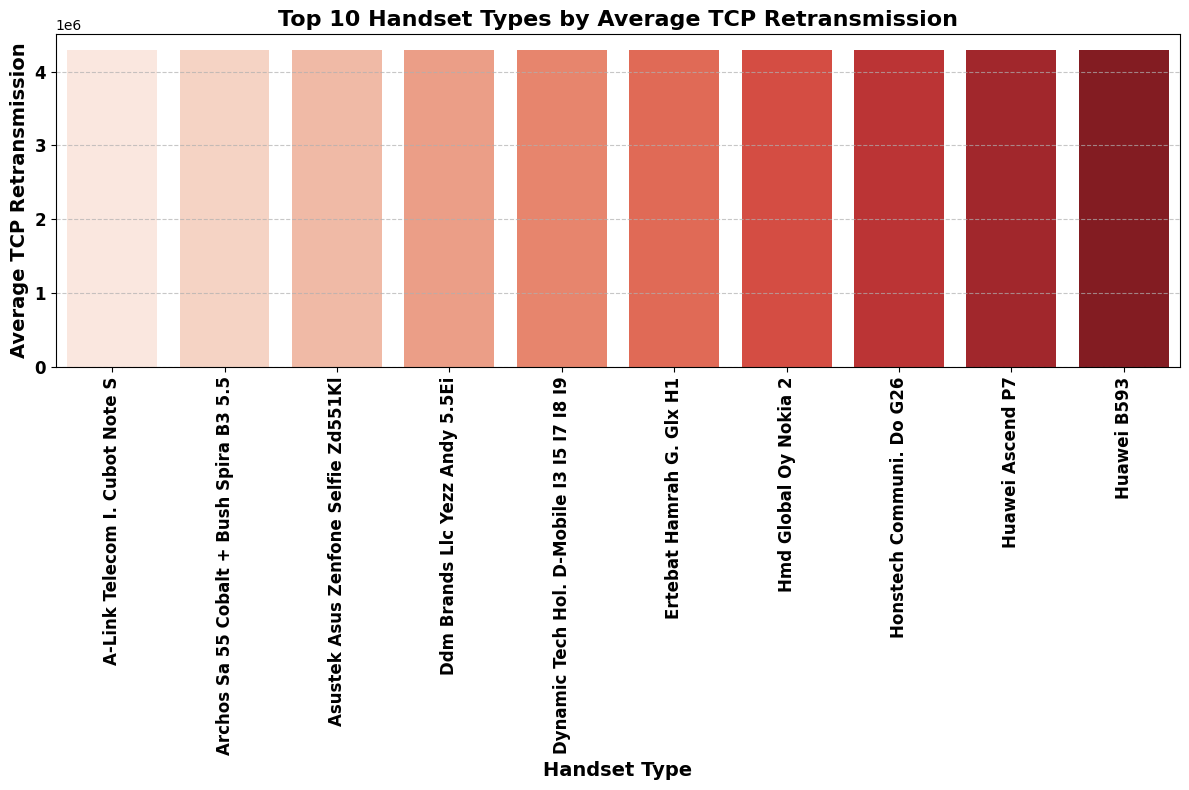 Top 10 Handset Types by Average TCP Retransmission
1e6
Average TCP Retransmission
4
3
2
1
0
A-Link Telecom I. Cubot Note S
Archos Sa 55 Cobalt + Bush Spira B3 5.5
Asustek Asus Zenfone Selfie Zd551Kl
Ddm Brands Llc Yezz Andy 5.5Ei
Dynamic Tech Hol. D-Mobile I3 I5 I7 I8 I9
Ertebat Hamrah G. Glx H1
Hmd Global Oy Nokia 2
Honstech Communi. Do G26
Huawei Ascend P7
Huawei B593
Handset Type